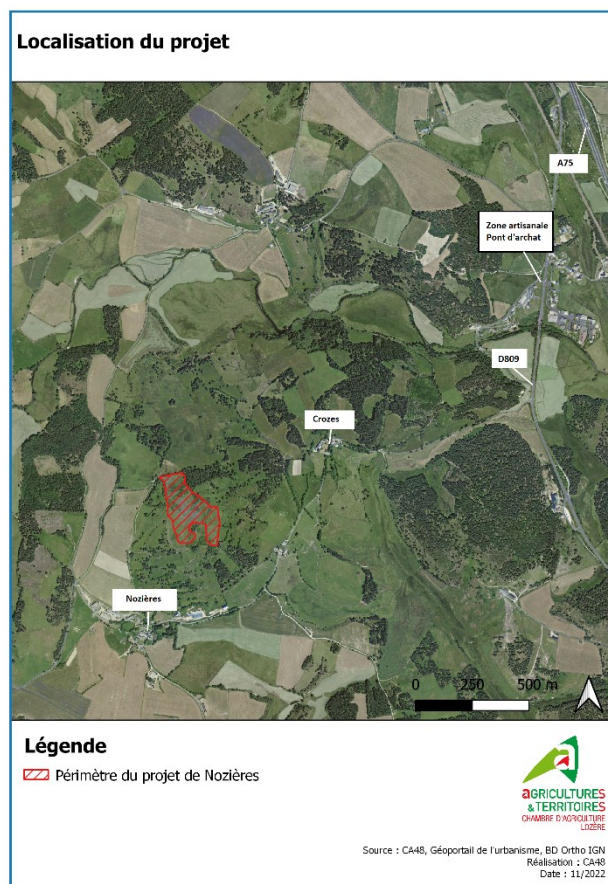 Localisation du projet
A75
Zone artisanale
Pont d'archat
D809
Crozes
Nozières
0 250 500 m
Légende
Périmètre du projet de Nozières
aGRICULTURES
& TERRITOIRES
CHAMBRE D'AGRICULTURE
LOZÈRE
Source : CA48, Géoportail de l'urbanisme, BD Ortho IGN
Réalisation : CA48
Date : 11/2022